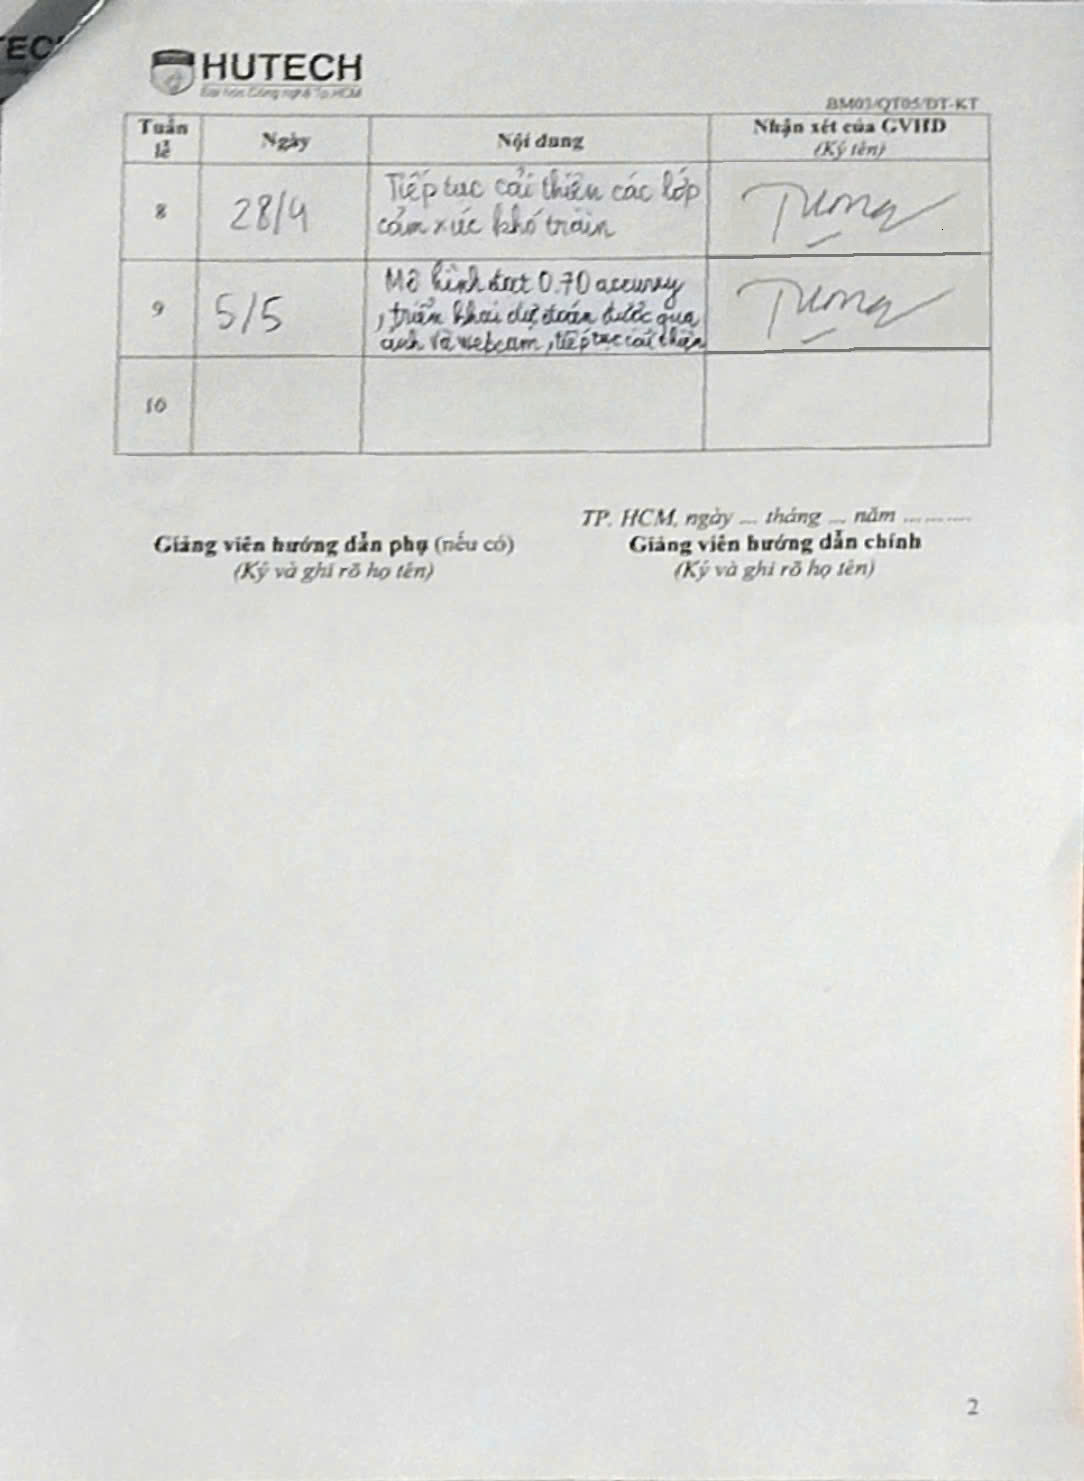 TEC
HUTECH
Đại học Công nghệ Tp.HCM
BM03/QT05/ĐT-KT
Tuần lễ
Ngày
Nội dung
Nhận xét của GVHD
(Ký tên)
8
28/4
Tiếp tục cải thiện các lớp
cảm xúc khó train
9
5/5
Mô hình đạt 0.70 accuracy
, triển khai dự đoán được qua
ảnh và webcam, tiếp tục cải thiện
10
TP. HCM, ngày ... tháng ... năm ..........
Giảng viên hướng dẫn phụ (nếu có)
Giảng viên hướng dẫn chính
(Ký và ghi rõ họ tên)
(Ký và ghi rõ họ tên)
2